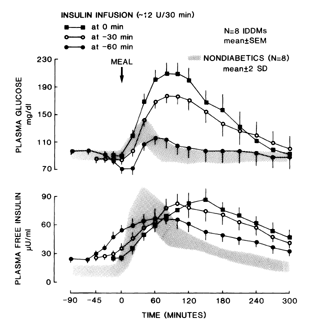 INSULIN INFUSION (~12 U/30 min)
at 0 min
at -30 min
at -60 min
N=8 IDDMs
mean±SEM
NONDIABETICS (N=8)
mean±2 SD
MEAL
PLASMA GLUCOSE
mg/dl
230
190
150
110
70
PLASMA FREE INSULIN
µU/ml
90
60
30
0
-90 -45 0 60 120 180 240 300
TIME (MINUTES)